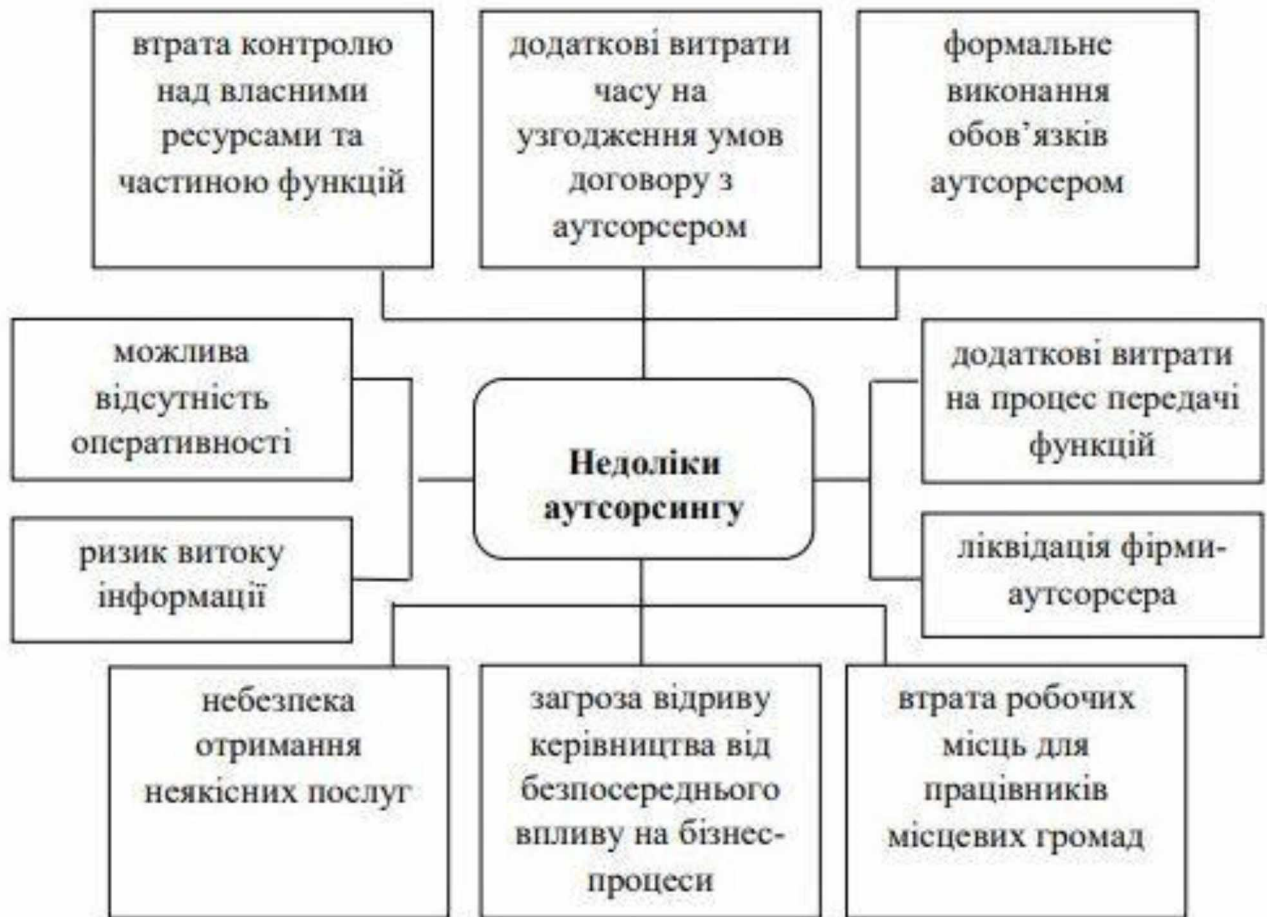 втрата контролю
над власними
ресурсами та
частиною функцій
додаткові витрати
часу на
узгодження умов
договору з
аутсорсером
формальне
виконання
обов’язків
аутсорсером
можлива
відсутність
оперативності
додаткові витрати
на процес передачі
функцій
Недоліки
аутсорсингу
ризик витоку
інформації
ліквідація фірми-
аутсорсера
небезпека
отримання
неякісних послуг
загроза відриву
керівництва від
безпосереднього
впливу на бізнес-
процеси
втрата робочих
місць для
працівників
місцевих громад